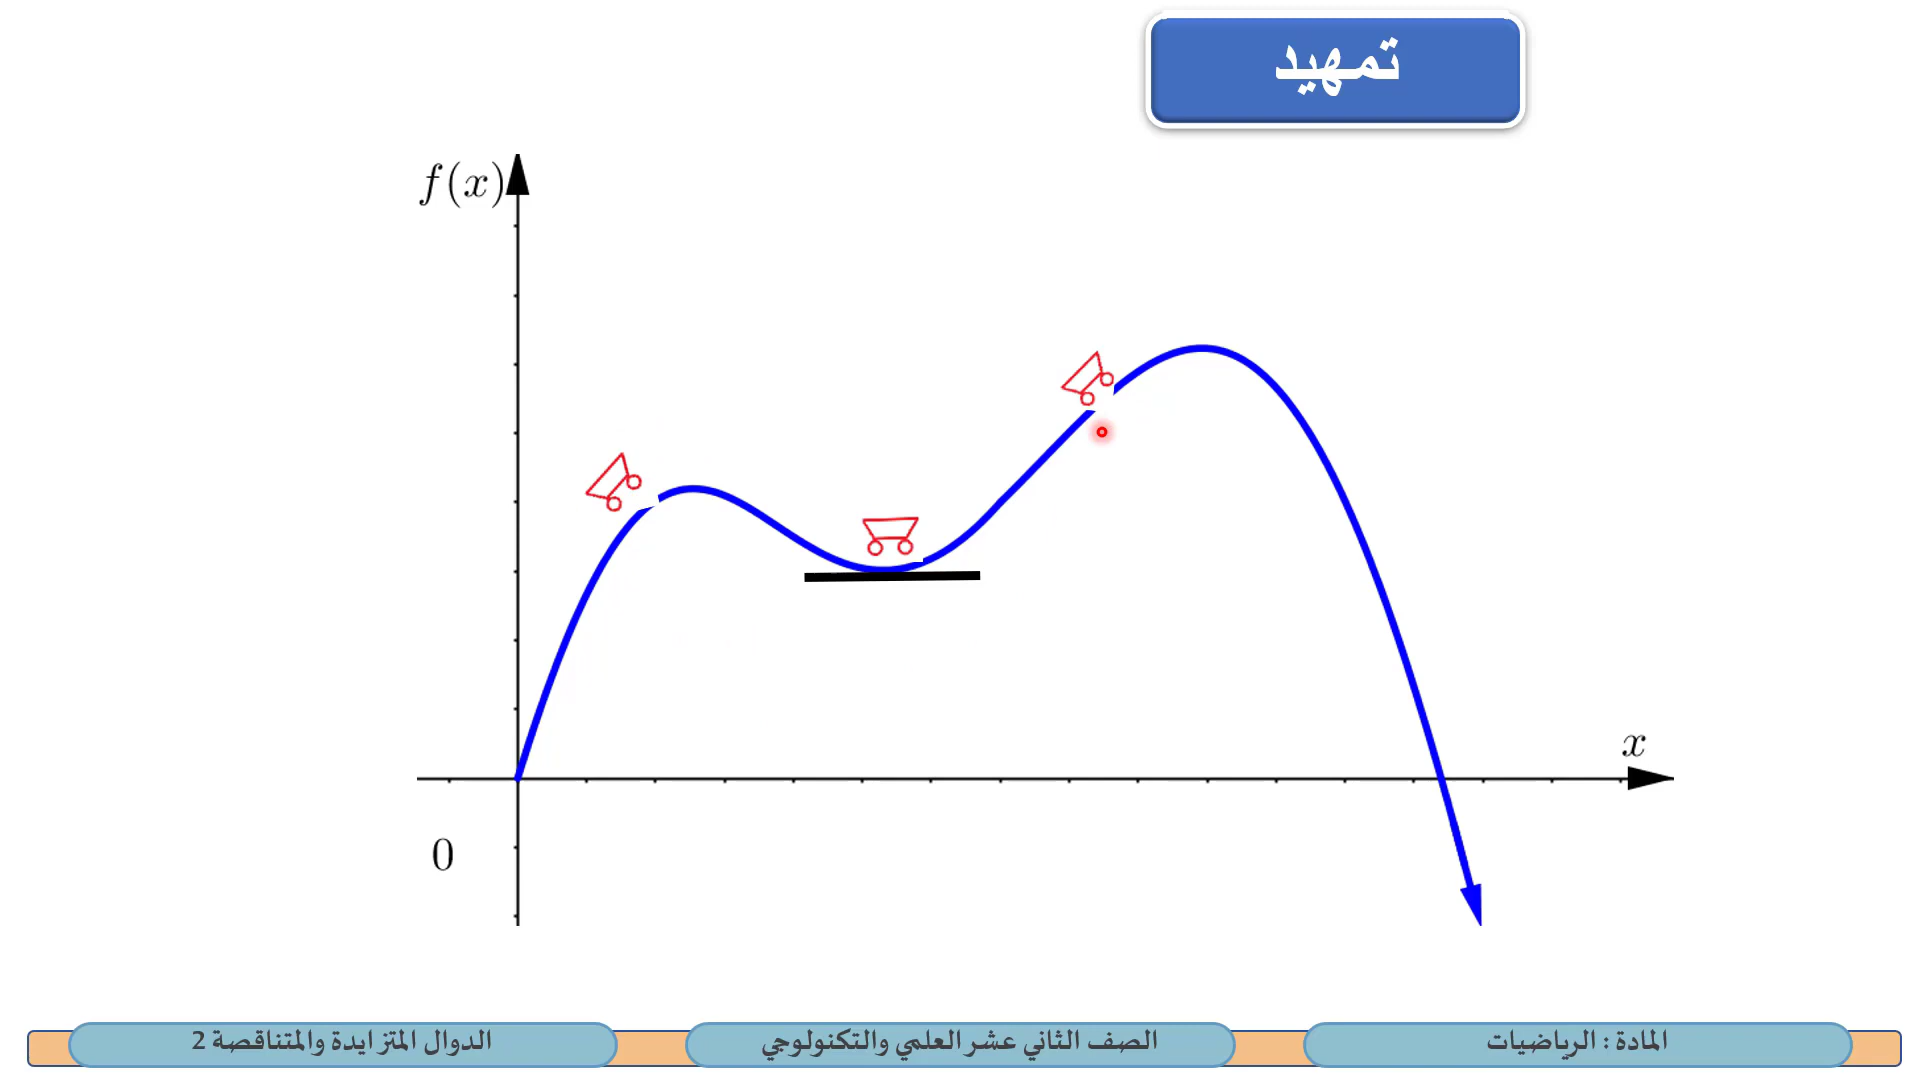 تمهيد
f(x)
x
0
المادة : الرياضيات
الصف الثاني عشر العلمي والتكنولوجي
الدوال المتزايدة والمتناقصة 2